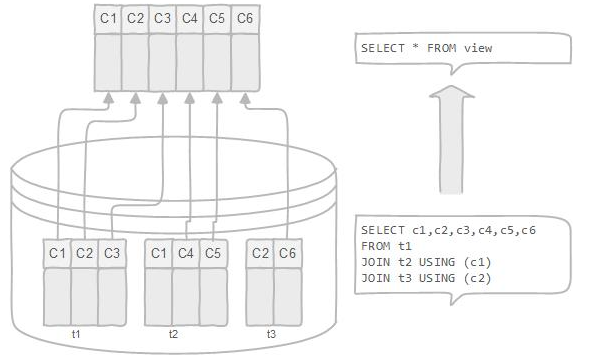 C1 C2 C3 C4 C5 C6
SELECT * FROM view
SELECT c1,c2,c3,c4,c5,c6
FROM t1
JOIN t2 USING (c1)
JOIN t3 USING (c2)
C1 C2 C3
C1 C4 C5
C2 C6
t1
t2
t3